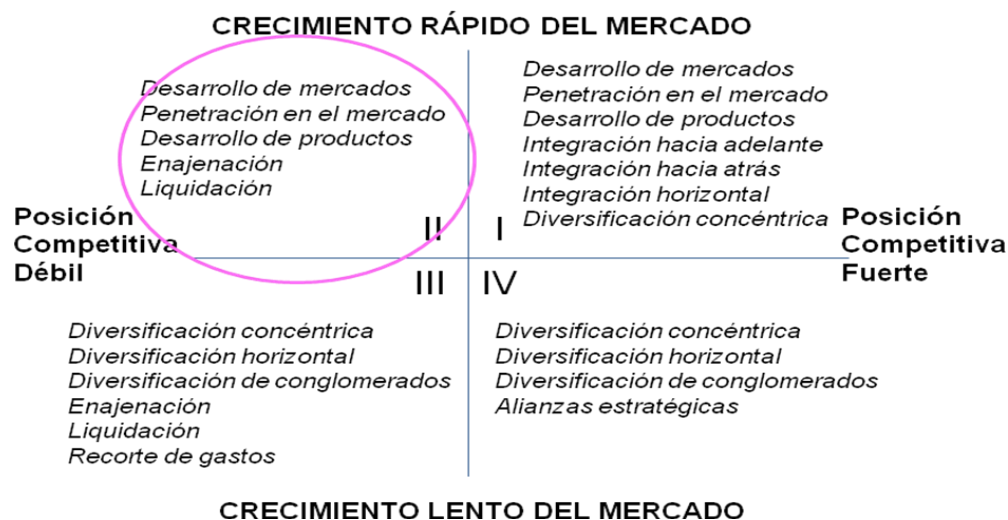 CRECIMIENTO RÁPIDO DEL MERCADO
Desarrollo de mercados
Penetración en el mercado
Desarrollo de productos
Enajenación
Liquidación
Desarrollo de mercados
Penetración en el mercado
Desarrollo de productos
Integración hacia adelante
Integración hacia atrás
Integración horizontal
Diversificación concéntrica
Posición
Competitiva
Débil
II
I
Posición
Competitiva
Fuerte
III
IV
Diversificación concéntrica
Diversificación horizontal
Diversificación de conglomerados
Enajenación
Liquidación
Recorte de gastos
Diversificación concéntrica
Diversificación horizontal
Diversificación de conglomerados
Alianzas estratégicas
CRECIMIENTO LENTO DEL MERCADO